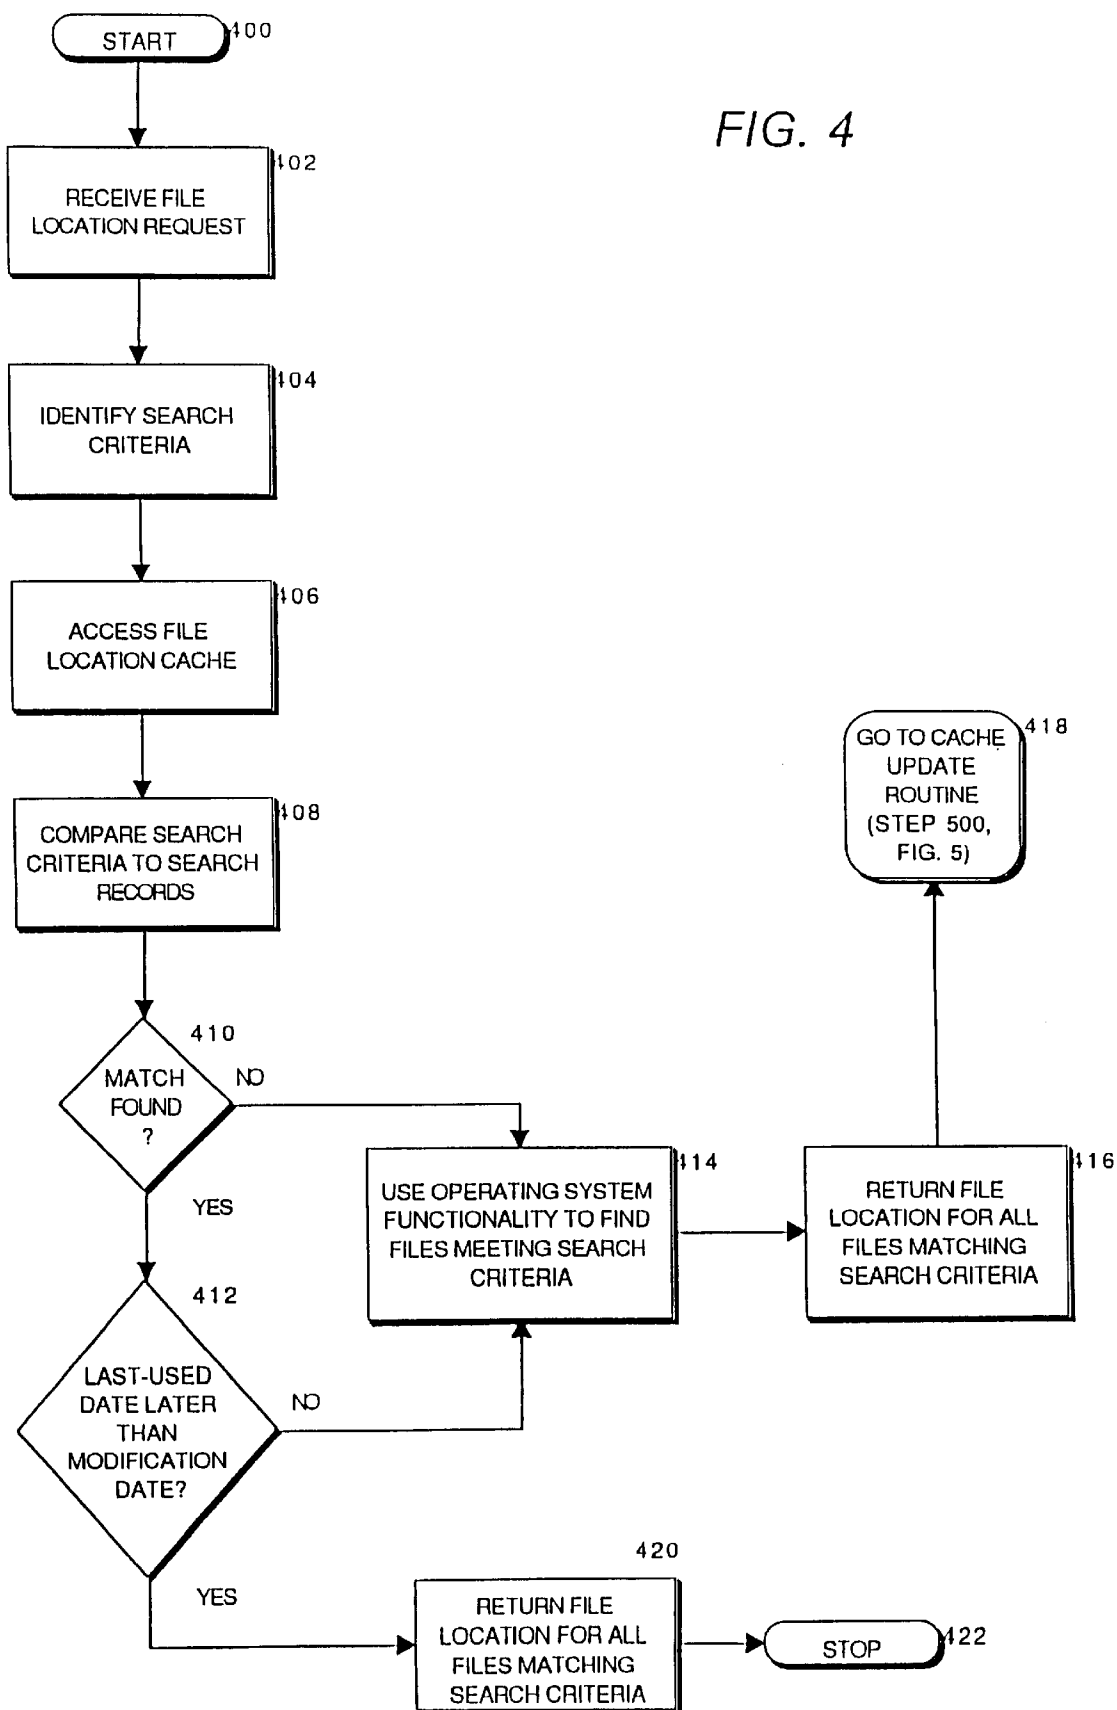 START
400
FIG. 4
402
RECEIVE FILE
LOCATION REQUEST
404
IDENTIFY SEARCH
CRITERIA
406
ACCESS FILE
LOCATION CACHE
408
COMPARE SEARCH
CRITERIA TO SEARCH
RECORDS
418
GO TO CACHE
UPDATE
ROUTINE
(STEP 500,
FIG. 5)
410
MATCH
FOUND
?
NO
YES
414
USE OPERATING SYSTEM
FUNCTIONALITY TO FIND
FILES MEETING SEARCH
CRITERIA
416
RETURN FILE
LOCATION FOR ALL
FILES MATCHING
SEARCH CRITERIA
412
LAST-USED
DATE LATER
THAN
MODIFICATION
DATE?
NO
YES
420
RETURN FILE
LOCATION FOR ALL
FILES MATCHING
SEARCH CRITERIA
STOP
422